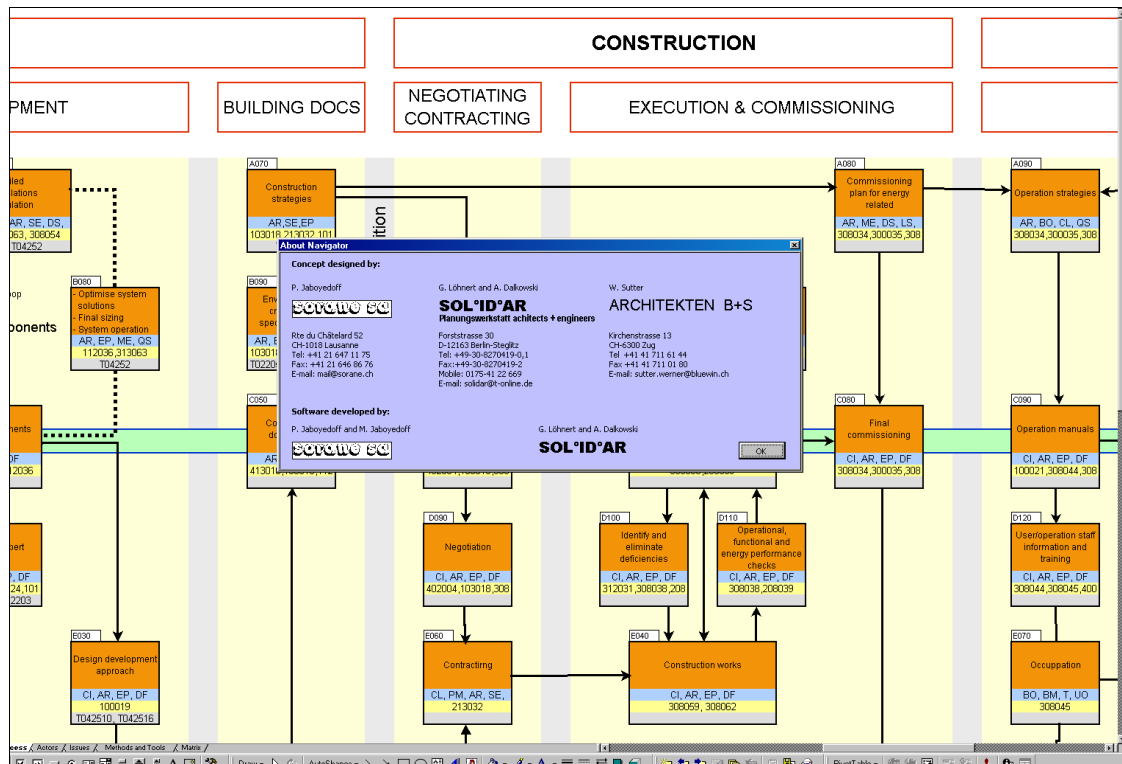 CONSTRUCTION
PMENT
BUILDING DOCS
NEGOTIATING
CONTRACTING
EXECUTION & COMMISSIONING
A070
Construction
strategies
AR,SE,EP
103018,213032,101
A080
Commissioning
plan for energy
related
AR, ME, DS, LS,
308034,300035,308
A090
Operation strategies
AR, BO, CL, QS
308034,300035,308
AR, SE, DS,
063, 308054
T04252
B080
- Optimise system
solutions
- Final sizing
- System operation
AR, EP, ME, QS
112036,313063
T04252
B090
oop
ponents
About Navigator
Concept designed by:
P. Jaboyedoff
sorane sa
Rte du Châtelard 52
CH-1018 Lausanne
Tel: +41 21 647 11 75
Fax: +41 21 646 86 76
E-mail: mail@sorane.ch
G. Löhnert and A. Dalkowski
SOL°ID°AR
Planungswerkstatt achitects + engineers
Forststrasse 30
D-12163 Berlin-Steglitz
Tel: +49-30-8270419-0,1
Fax:+49-30-8270419-2
Mobile: 0175-41 22 669
E-mail: solidar@t-online.de
W. Sutter
ARCHITEKTEN B+S
Kirchenstrasse 13
CH-6300 Zug
Tel +41 41 711 61 44
Fax +41 41 711 01 80
E-mail: sutter.werner@bluewin.ch
Software developed by:
P. Jaboyedoff and M. Jaboyedoff
sorane sa
G. Löhnert and A. Dalkowski
SOL°ID°AR
OK
C050
C080
Final
commissioning
CI, AR, EP, DF
308034,300035,308
C090
Operation manuals
CI, AR, EP, DF
100021,308044,308
D090
Negotiation
CI, AR, EP, DF
402004,103018,308
D100
Identify and
eliminate
deficiencies
CI, AR, EP, DF
312031,308038,208
D110
Operational,
functional and
energy performance
checks
CI, AR, EP, DF
308038,208039
D120
User/operation staff
information and
training
CI, AR, EP, DF
308044,308045,400
E030
Design development
approach
CI, AR, EP, DF
100019
T042510, T042516
E060
Contractirng
CL, PM, AR, SE,
213032
E040
Construction works
CI, AR, EP, DF
308059, 308062
E070
Occuppation
BO, BM, T, UO
308045
ess / Actors / Issues / Methods and Tools / Matrix /
Draw
AutoShapes
PivotTable